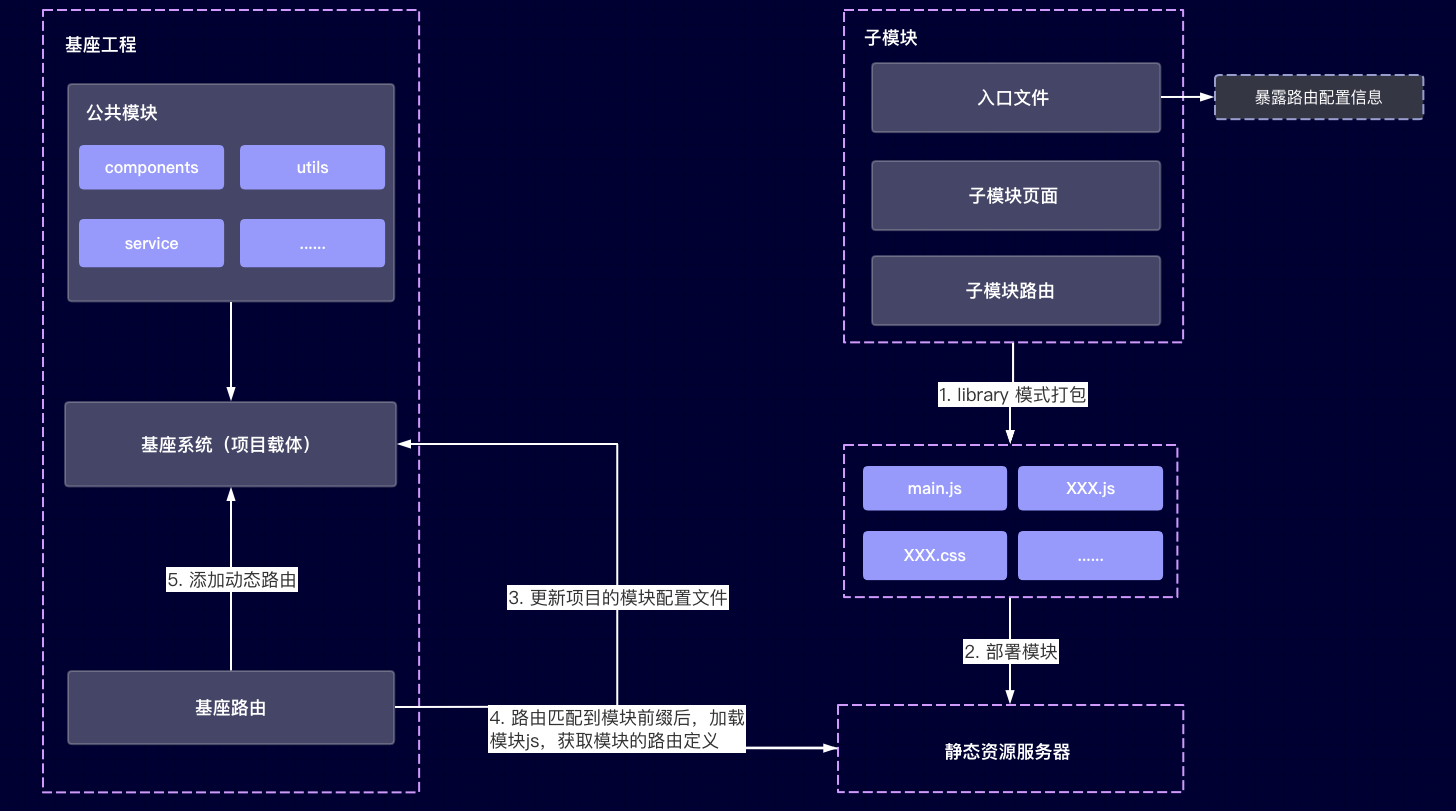 基座工程
公共模块
components
utils
service
......
基座系统（项目载体）
5. 添加动态路由
基座路由
3. 更新项目的模块配置文件
4. 路由匹配到模块前缀后，加载
模块js，获取模块的路由定义
子模块
入口文件
暴露路由配置信息
子模块页面
子模块路由
1. library 模式打包
main.js
XXX.js
XXX.css
......
2. 部署模块
静态资源服务器